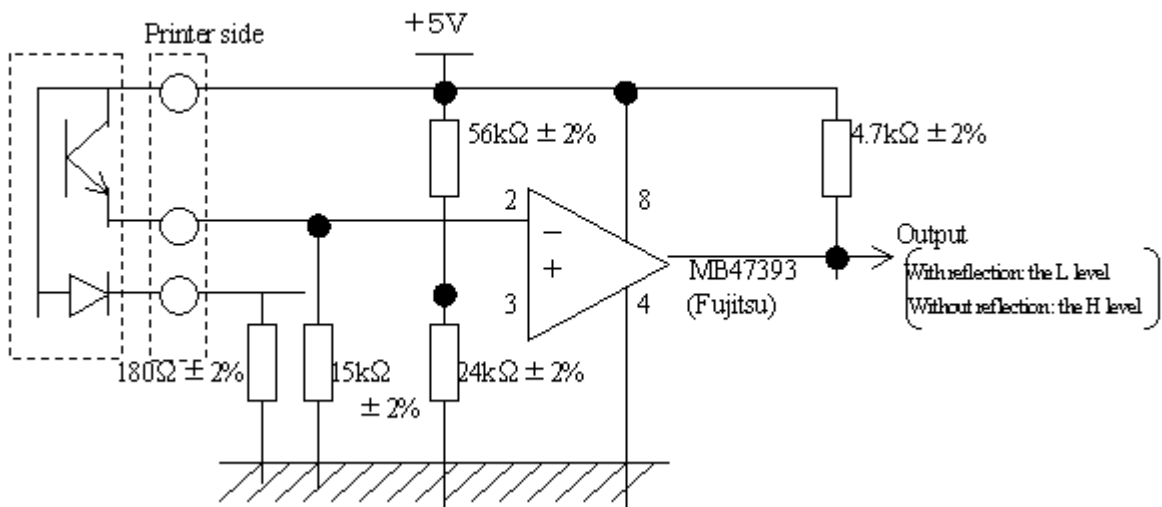 Printer side
+5V
56kΩ ± 2%
4.7kΩ ± 2%
2
8
−
+
3
4
MB47393
(Fujitsu)
Output
With reflection: the L level
Without reflection: the H level
180Ω ± 2%
15kΩ
± 2%
24kΩ ± 2%